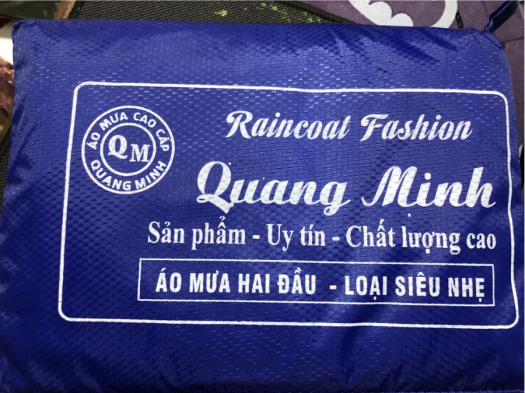 ÁO MƯA CAO CẤP
QM
QUANG MINH
Raincoat Fashion
Quang Minh
Sản phẩm - Uy tín - Chất lượng cao
ÁO MƯA HAI ĐẦU - LOẠI SIÊU NHẸ